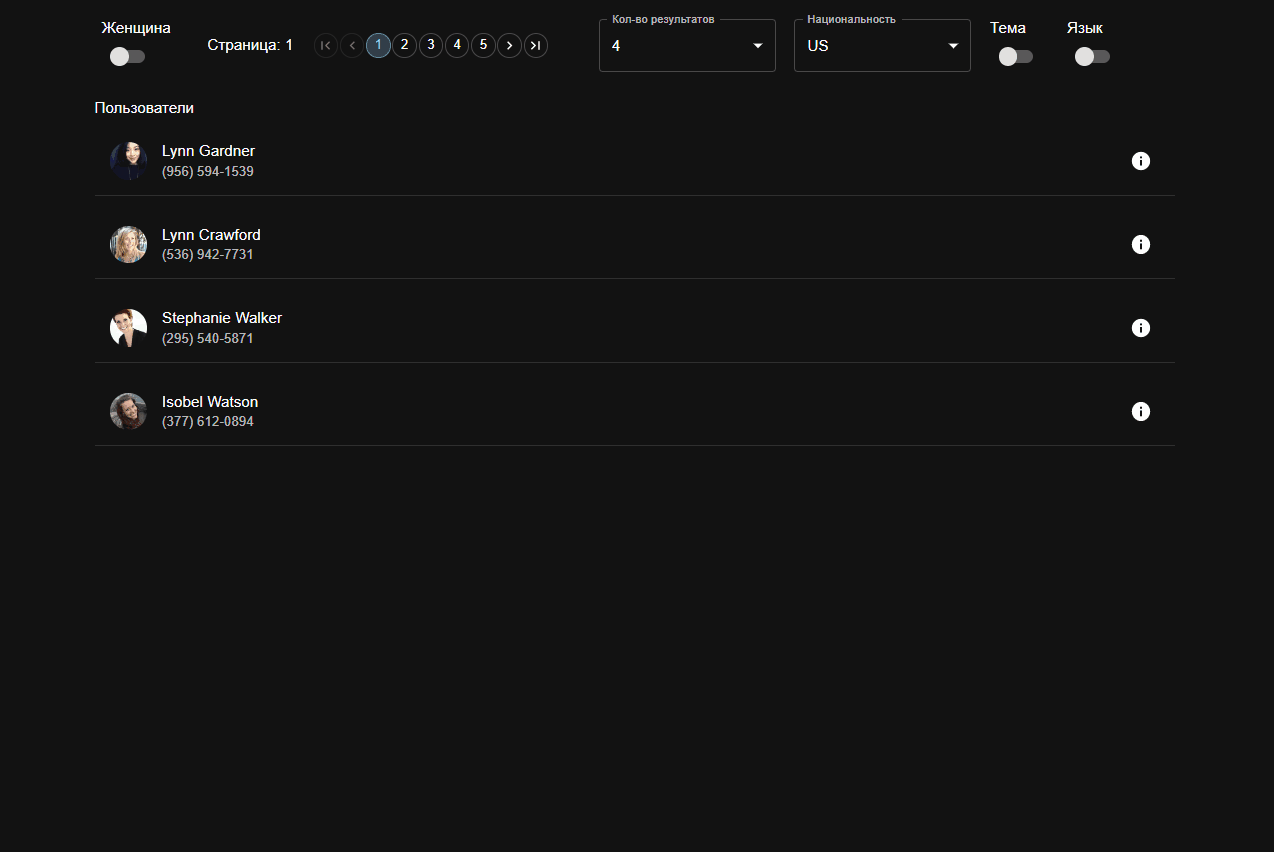 Женщина
Страница: 1
1 2 3 4 5
Кол-во результатов
4
Национальность
US
Тема
Язык
Пользователи
Lynn Gardner
(956) 594-1539
Lynn Crawford
(536) 942-7731
Stephanie Walker
(295) 540-5871
Isobel Watson
(377) 612-0894